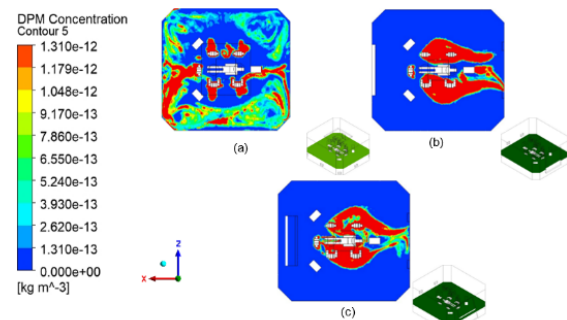 DPM Concentration
Contour 5
1.310e-12
1.179e-12
1.048e-12
9.170e-13
7.860e-13
6.550e-13
5.240e-13
3.930e-13
2.620e-13
1.310e-13
0.000e+00
[kg m^-3]
(a)
(b)
Z
X
(c)